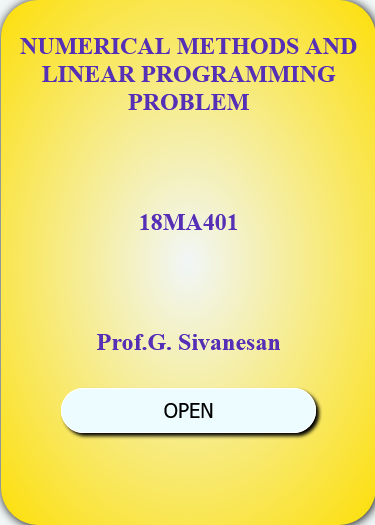 NUMERICAL METHODS AND
LINEAR PROGRAMMING
PROBLEM
18MA401
Prof.G. Sivanesan
OPEN